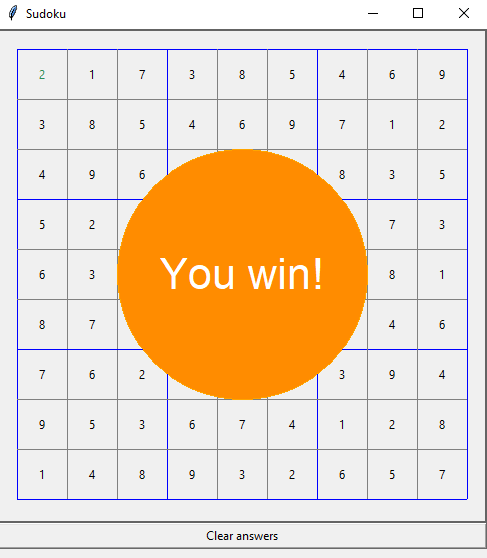 Sudoku
2 1 7 3 8 5 4 6 9
3 8 5 4 6 9 7 1 2
4 9 6 8 3 5
5 2 7 3
6 3 You win! 8 1
8 7 4 6
7 6 2 3 9 4
9 5 3 6 7 4 1 2 8
1 4 8 9 3 2 6 5 7
Clear answers